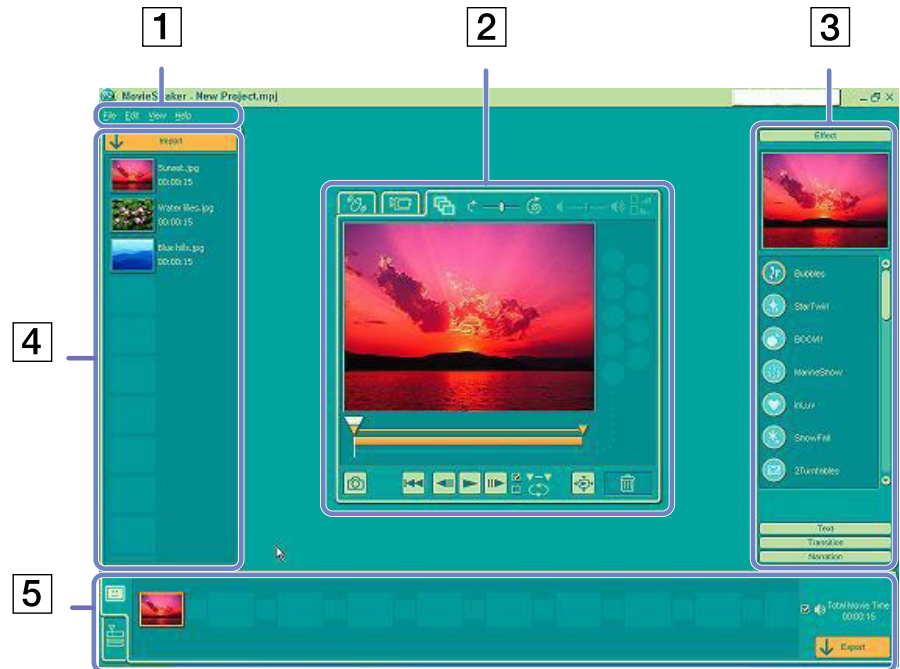 1
2
3
MovieShaker - New Project.mpj
File Edit View Help
Import
Sunset.jpg
00:00:15
Water lilies.jpg
00:00:15
Blue hills.jpg
00:00:15
Effect
Bubbles
StarTwirl
BOOM!
MarineSnow
InLuv
SnowFall
2Turntables
Text
Transition
Narration
4
5
Total Movie Time
00:00:15
Export